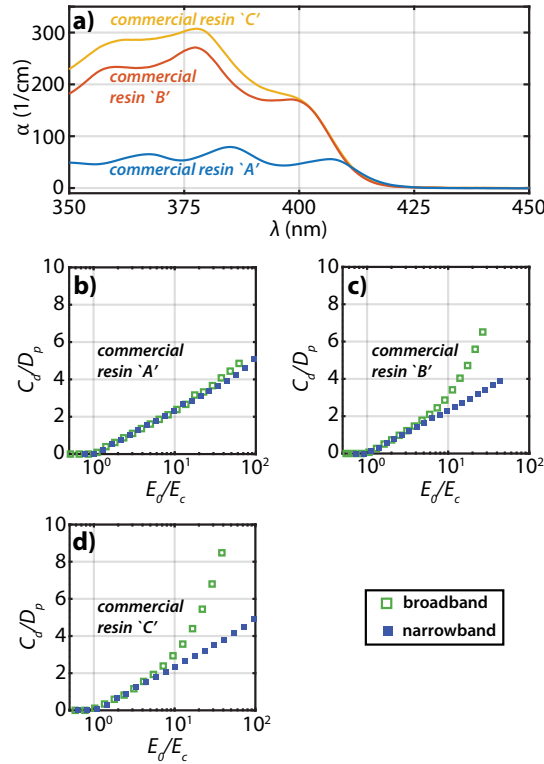 a)
300
200
100
0
α (1/cm)
commercial resin `C'
commercial
resin `B'
commercial resin `A'
350
375
400
425
450
λ (nm)
b)
10
8
6
4
2
0
C_d/D_p
commercial
resin `A'
10^0
10^1
10^2
E_0/E_c
c)
10
8
6
4
2
0
C_d/D_p
commercial
resin `B'
10^0
10^1
10^2
E_0/E_c
d)
10
8
6
4
2
0
C_d/D_p
commercial
resin `C'
10^0
10^1
10^2
E_0/E_c
broadband
narrowband